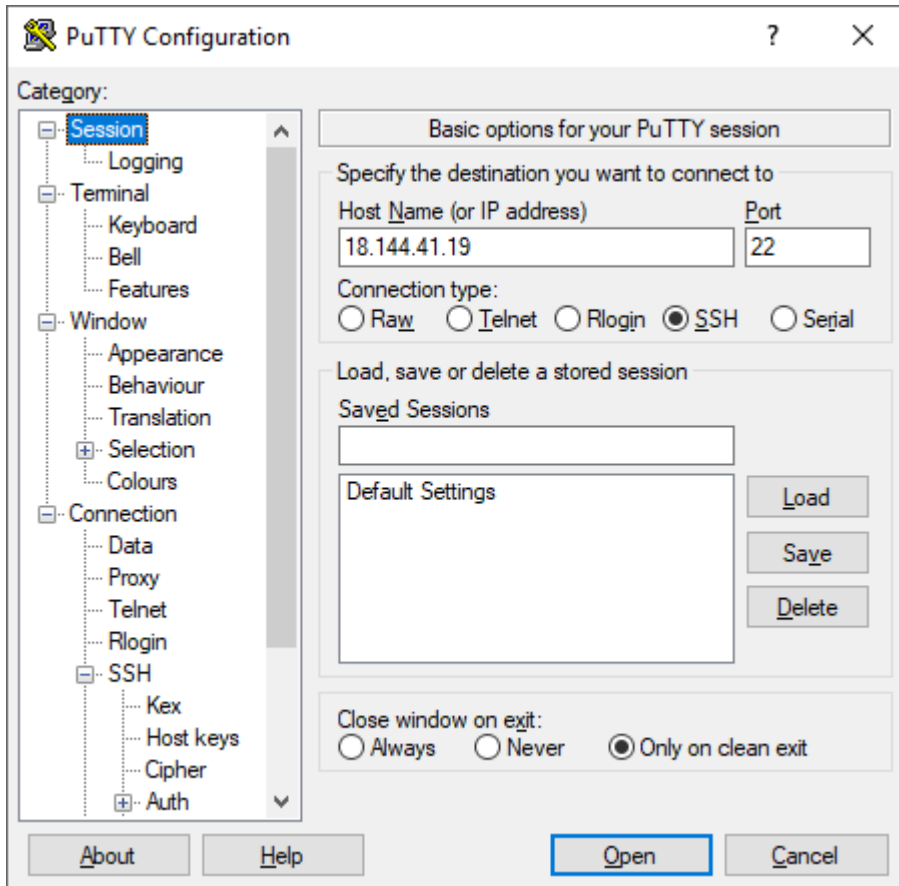 PuTTY Configuration
?
Category:
Session
Logging
Terminal
Keyboard
Bell
Features
Window
Appearance
Behaviour
Translation
Selection
Colours
Connection
Data
Proxy
Telnet
Rlogin
SSH
Kex
Host keys
Cipher
Auth
Basic options for your PuTTY session
Specify the destination you want to connect to
Host Name (or IP address) Port
18.144.41.19 22
Connection type:
Raw Telnet Rlogin SSH Serial
Load, save or delete a stored session
Saved Sessions
Default Settings
Load
Save
Delete
Close window on exit:
Always Never Only on clean exit
About Help Open Cancel